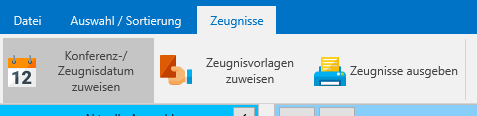 Datei Auswahl / Sortierung Zeugnisse
Konferenz-/
Zeugnisdatum
zuweisen
Zeugnisvorlagen
zuweisen
Zeugnisse ausgeben
12